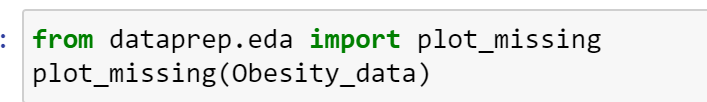 :
from dataprep.eda import plot_missing
plot_missing(Obesity_data)